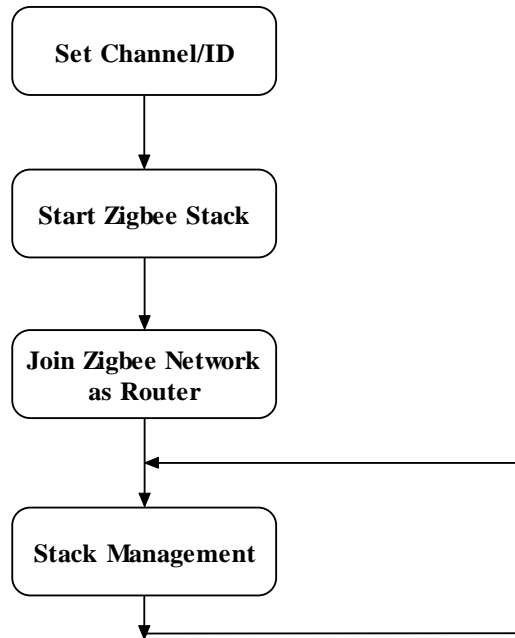 Set Channel/ID
Start Zigbee Stack
Join Zigbee Network
as Router
Stack Management